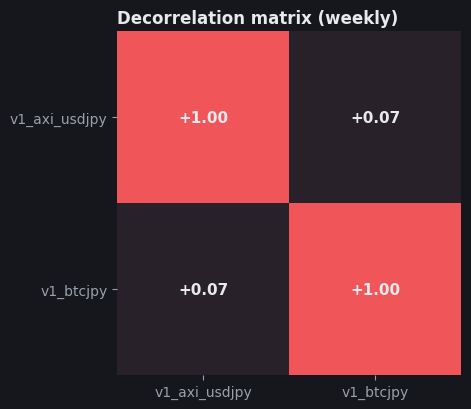 Decorrelation matrix (weekly)
v1_axi_usdjpy
+1.00
+0.07
v1_btcjpy
+0.07
+1.00
v1_axi_usdjpy
v1_btcjpy